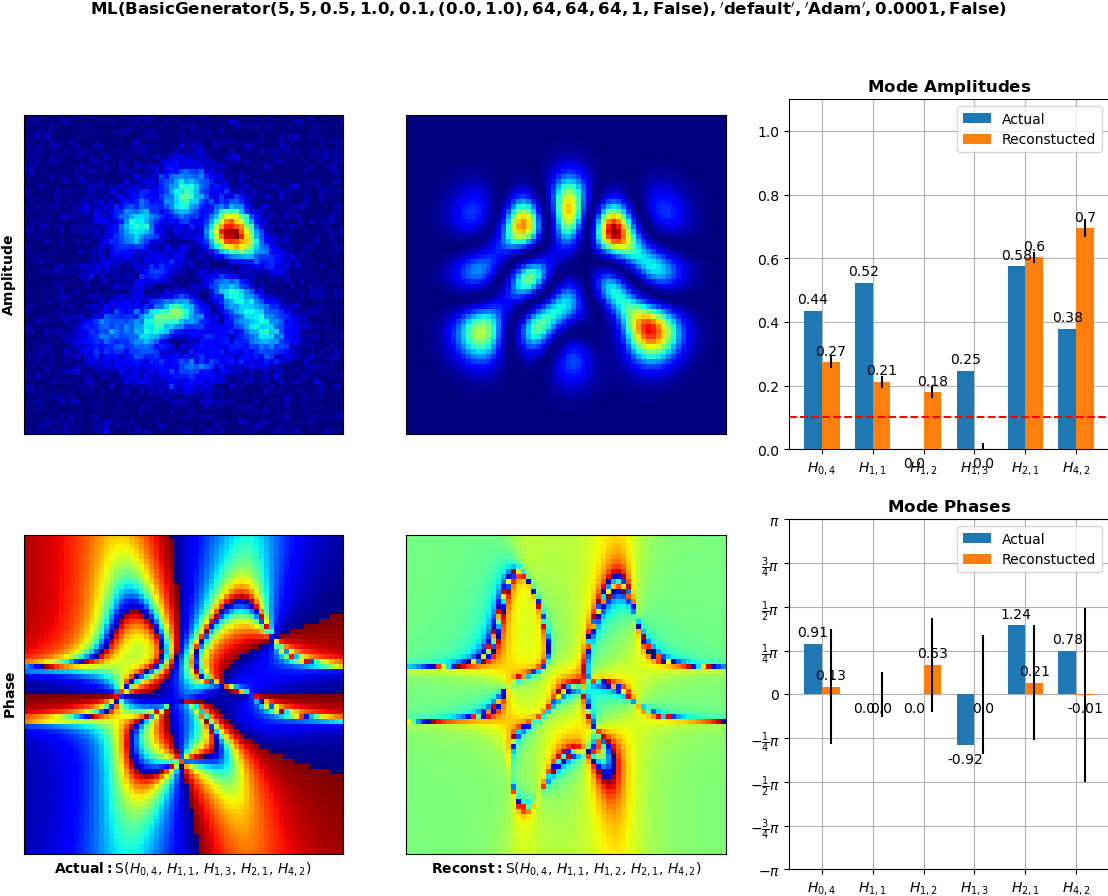 ML(BasicGenerator(5, 5, 0.5, 1.0, 0.1, (0.0, 1.0), 64, 64, 64, 1, False), ′default′, ′Adam′, 0.0001, False)
Amplitude
Mode Amplitudes
Actual
Reconstucted
1.0
0.8
0.6
0.4
0.2
0.0
0.44
0.27
0.52
0.21
0.0
0.18
0.25
0.0
0.58
0.6
0.38
0.7
H0,4 H1,1 H1,2 H1,3 H2,1 H4,2
Phase
Actual: S(H0,4, H1,1, H1,3, H2,1, H4,2)
Reconst: S(H0,4, H1,1, H1,2, H2,1, H4,2)
Mode Phases
Actual
Reconstucted
π
3/4π
1/2π
1/4π
0
−1/4π
−1/2π
−3/4π
−π
0.91
0.13
0.0
0.0
0.0
0.53
-0.92
0.0
1.24
0.21
0.78
-0.01
H0,4 H1,1 H1,2 H1,3 H2,1 H4,2